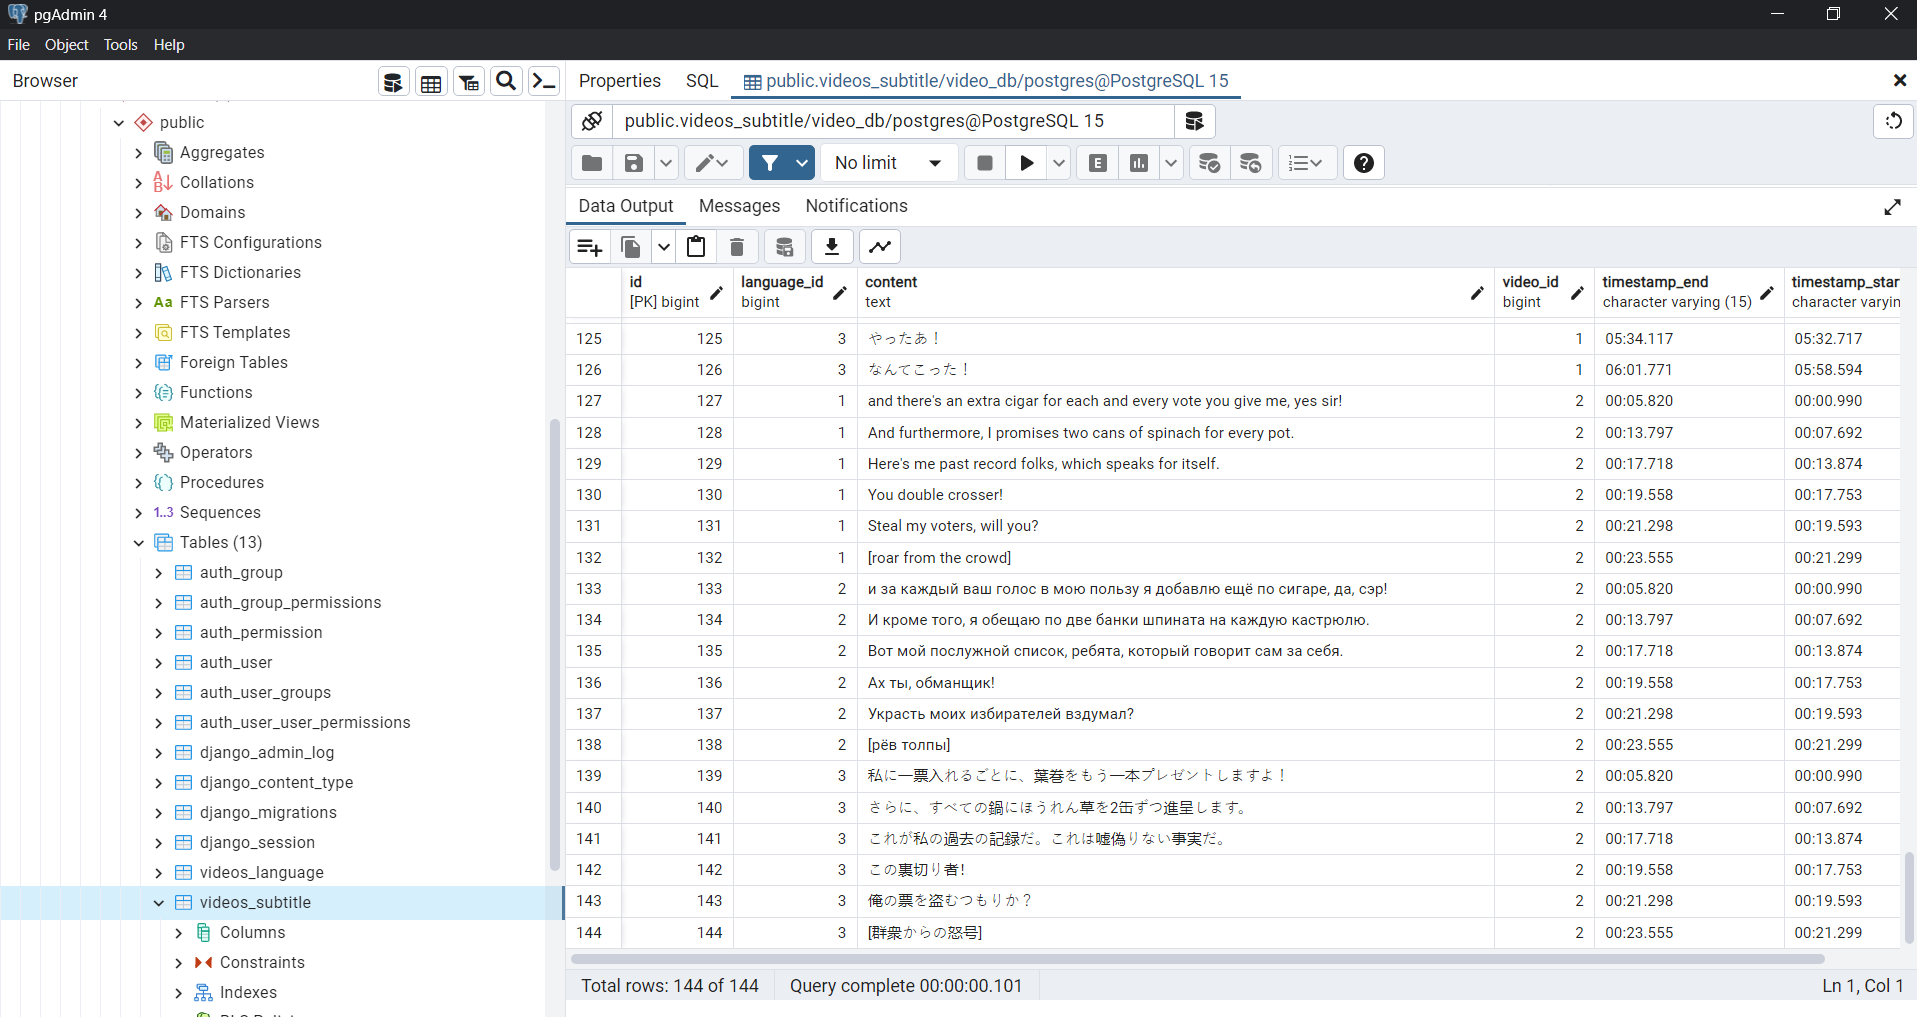 pgAdmin 4
File Object Tools Help
Browser
Properties SQL public.videos_subtitle/video_db/postgres@PostgreSQL 15
public.videos_subtitle/video_db/postgres@PostgreSQL 15
No limit
E
Data Output Messages Notifications
public
Aggregates
Collations
Domains
FTS Configurations
FTS Dictionaries
Aa FTS Parsers
FTS Templates
Foreign Tables
Functions
Materialized Views
Operators
Procedures
1..3 Sequences
Tables (13)
auth_group
auth_group_permissions
auth_permission
auth_user
auth_user_groups
auth_user_user_permissions
django_admin_log
django_content_type
django_migrations
django_session
videos_language
videos_subtitle
Columns
Constraints
Indexes
id language_id content video_id timestamp_end timestamp_star
[PK] bigint bigint text bigint character varying (15) character varyin
125 125 3 やったあ！ 1 05:34.117 05:32.717
126 126 3 なんてこった！ 1 06:01.771 05:58.594
127 127 1 and there's an extra cigar for each and every vote you give me, yes sir! 2 00:05.820 00:00.990
128 128 1 And furthermore, I promises two cans of spinach for every pot. 2 00:13.797 00:07.692
129 129 1 Here's me past record folks, which speaks for itself. 2 00:17.718 00:13.874
130 130 1 You double crosser! 2 00:19.558 00:17.753
131 131 1 Steal my voters, will you? 2 00:21.298 00:19.593
132 132 1 [roar from the crowd] 2 00:23.555 00:21.299
133 133 2 и за каждый ваш голос в мою пользу я добавлю ещё по сигаре, да, сэр! 2 00:05.820 00:00.990
134 134 2 И кроме того, я обещаю по две банки шпината на каждую кастрюлю. 2 00:13.797 00:07.692
135 135 2 Вот мой послужной список, ребята, который говорит сам за себя. 2 00:17.718 00:13.874
136 136 2 Ах ты, обманщик! 2 00:19.558 00:17.753
137 137 2 Украсть моих избирателей вздумал? 2 00:21.298 00:19.593
138 138 2 [рёв толпы] 2 00:23.555 00:21.299
139 139 3 私に一票入れるごとに、葉巻をもう一本プレゼントしますよ！ 2 00:05.820 00:00.990
140 140 3 さらに、すべての鍋にほうれん草を2缶ずつ進呈します。 2 00:13.797 00:07.692
141 141 3 これが私の過去の記録だ。これは嘘偽りない事実だ。 2 00:17.718 00:13.874
142 142 3 この裏切り者! 2 00:19.558 00:17.753
143 143 3 俺の票を盗むつもりか？ 2 00:21.298 00:19.593
144 144 3 [群衆からの怒号] 2 00:23.555 00:21.299
Total rows: 144 of 144 Query complete 00:00:00.101 Ln 1, Col 1